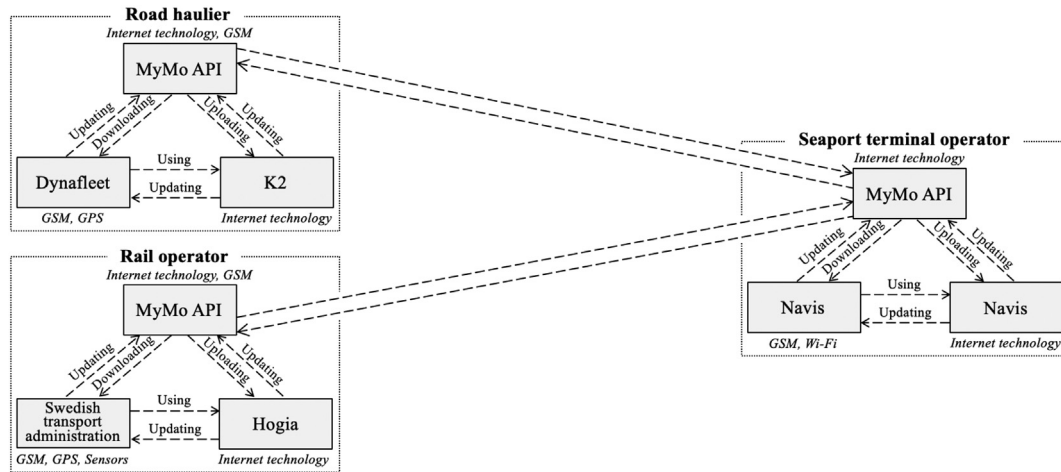 Road haulier
Internet technology, GSM
MyMo API
Updating
Downloading
Uploading
Updating
Dynafleet
Using
Updating
K2
GSM, GPS
Internet technology
Rail operator
Internet technology, GSM
MyMo API
Updating
Downloading
Uploading
Updating
Swedish
transport
administration
Using
Updating
Hogia
GSM, GPS, Sensors
Internet technology
Seaport terminal operator
Internet technology
MyMo API
Updating
Downloading
Uploading
Updating
Navis
Using
Updating
Navis
GSM, Wi-Fi
Internet technology